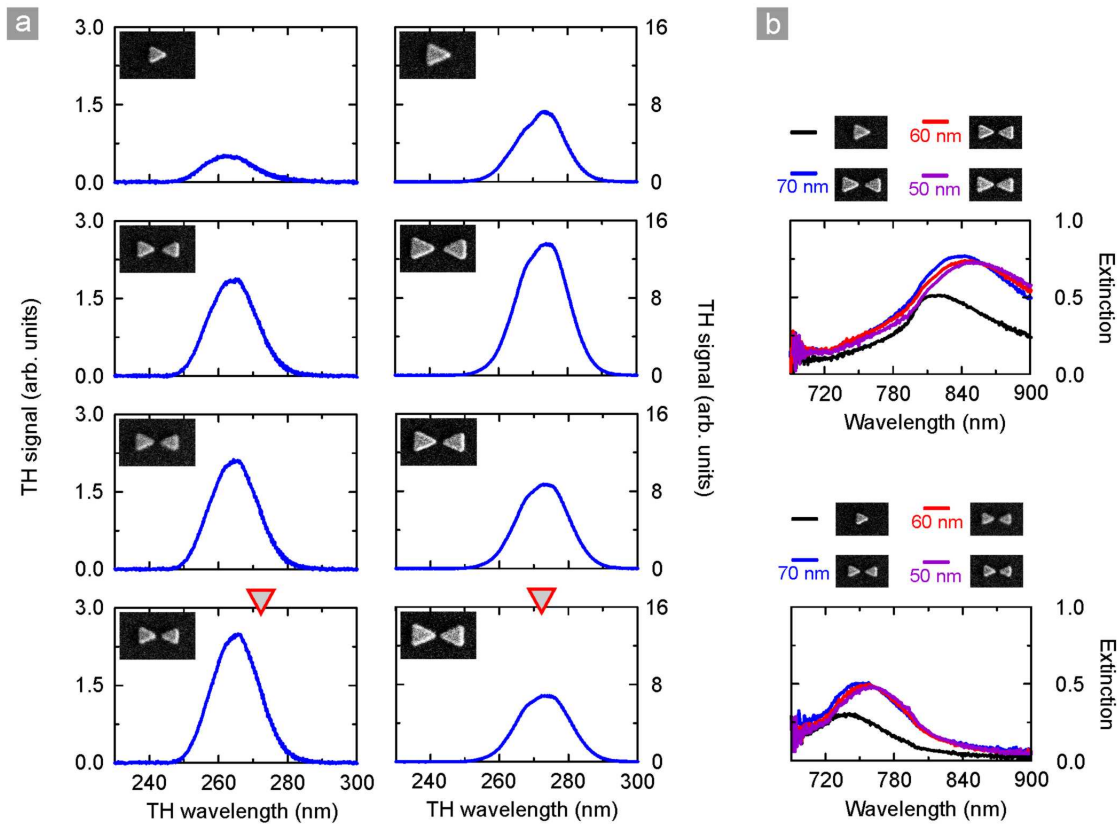 a
b
3.0
1.5
0.0
16
8
0
3.0
1.5
0.0
16
8
0
3.0
1.5
0.0
16
8
0
3.0
1.5
0.0
16
8
0
TH signal (arb. units)
TH signal (arb. units)
240 260 280 300
240 260 280 300
TH wavelength (nm)
TH wavelength (nm)
60 nm
70 nm
50 nm
1.0
0.5
0.0
Extinction
720 780 840 900
Wavelength (nm)
60 nm
70 nm
50 nm
1.0
0.5
0.0
Extinction
720 780 840 900
Wavelength (nm)